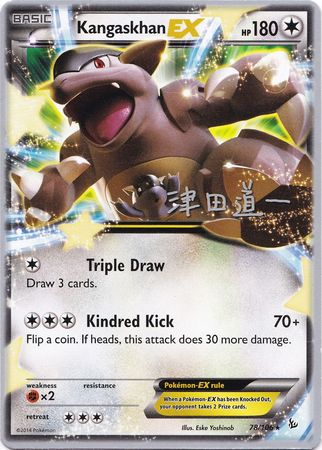 BASIC
Kangaskhan EX HP180
津田道一
Triple Draw
Draw 3 cards.
Kindred Kick 70+
Flip a coin. If heads, this attack does 30 more damage.
weakness resistance
×2
retreat
Pokémon-EX rule
When a Pokémon-EX has been Knocked Out, your opponent takes 2 Prize cards.
©2014 Pokémon
Illus. Eske Yoshinob
78/106